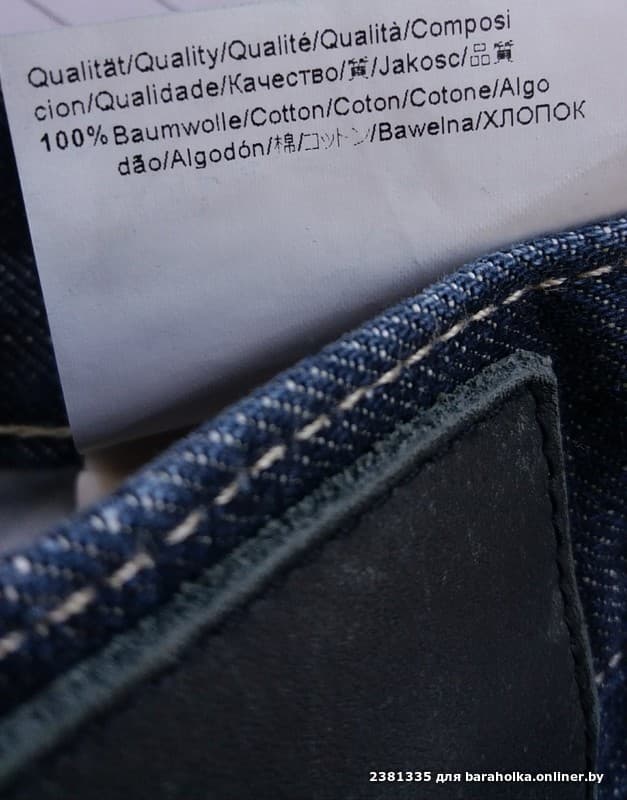 Qualität/Quality/Qualité/Qualità/Composi
cion/Qualidade/Качество/質/Jakosc/品質
100% Baumwolle/Cotton/Coton/Cotone/Algo
dão/Algodón/棉/コットン/Bawelna/ХЛОПОК
2381335 для baraholka.onliner.by